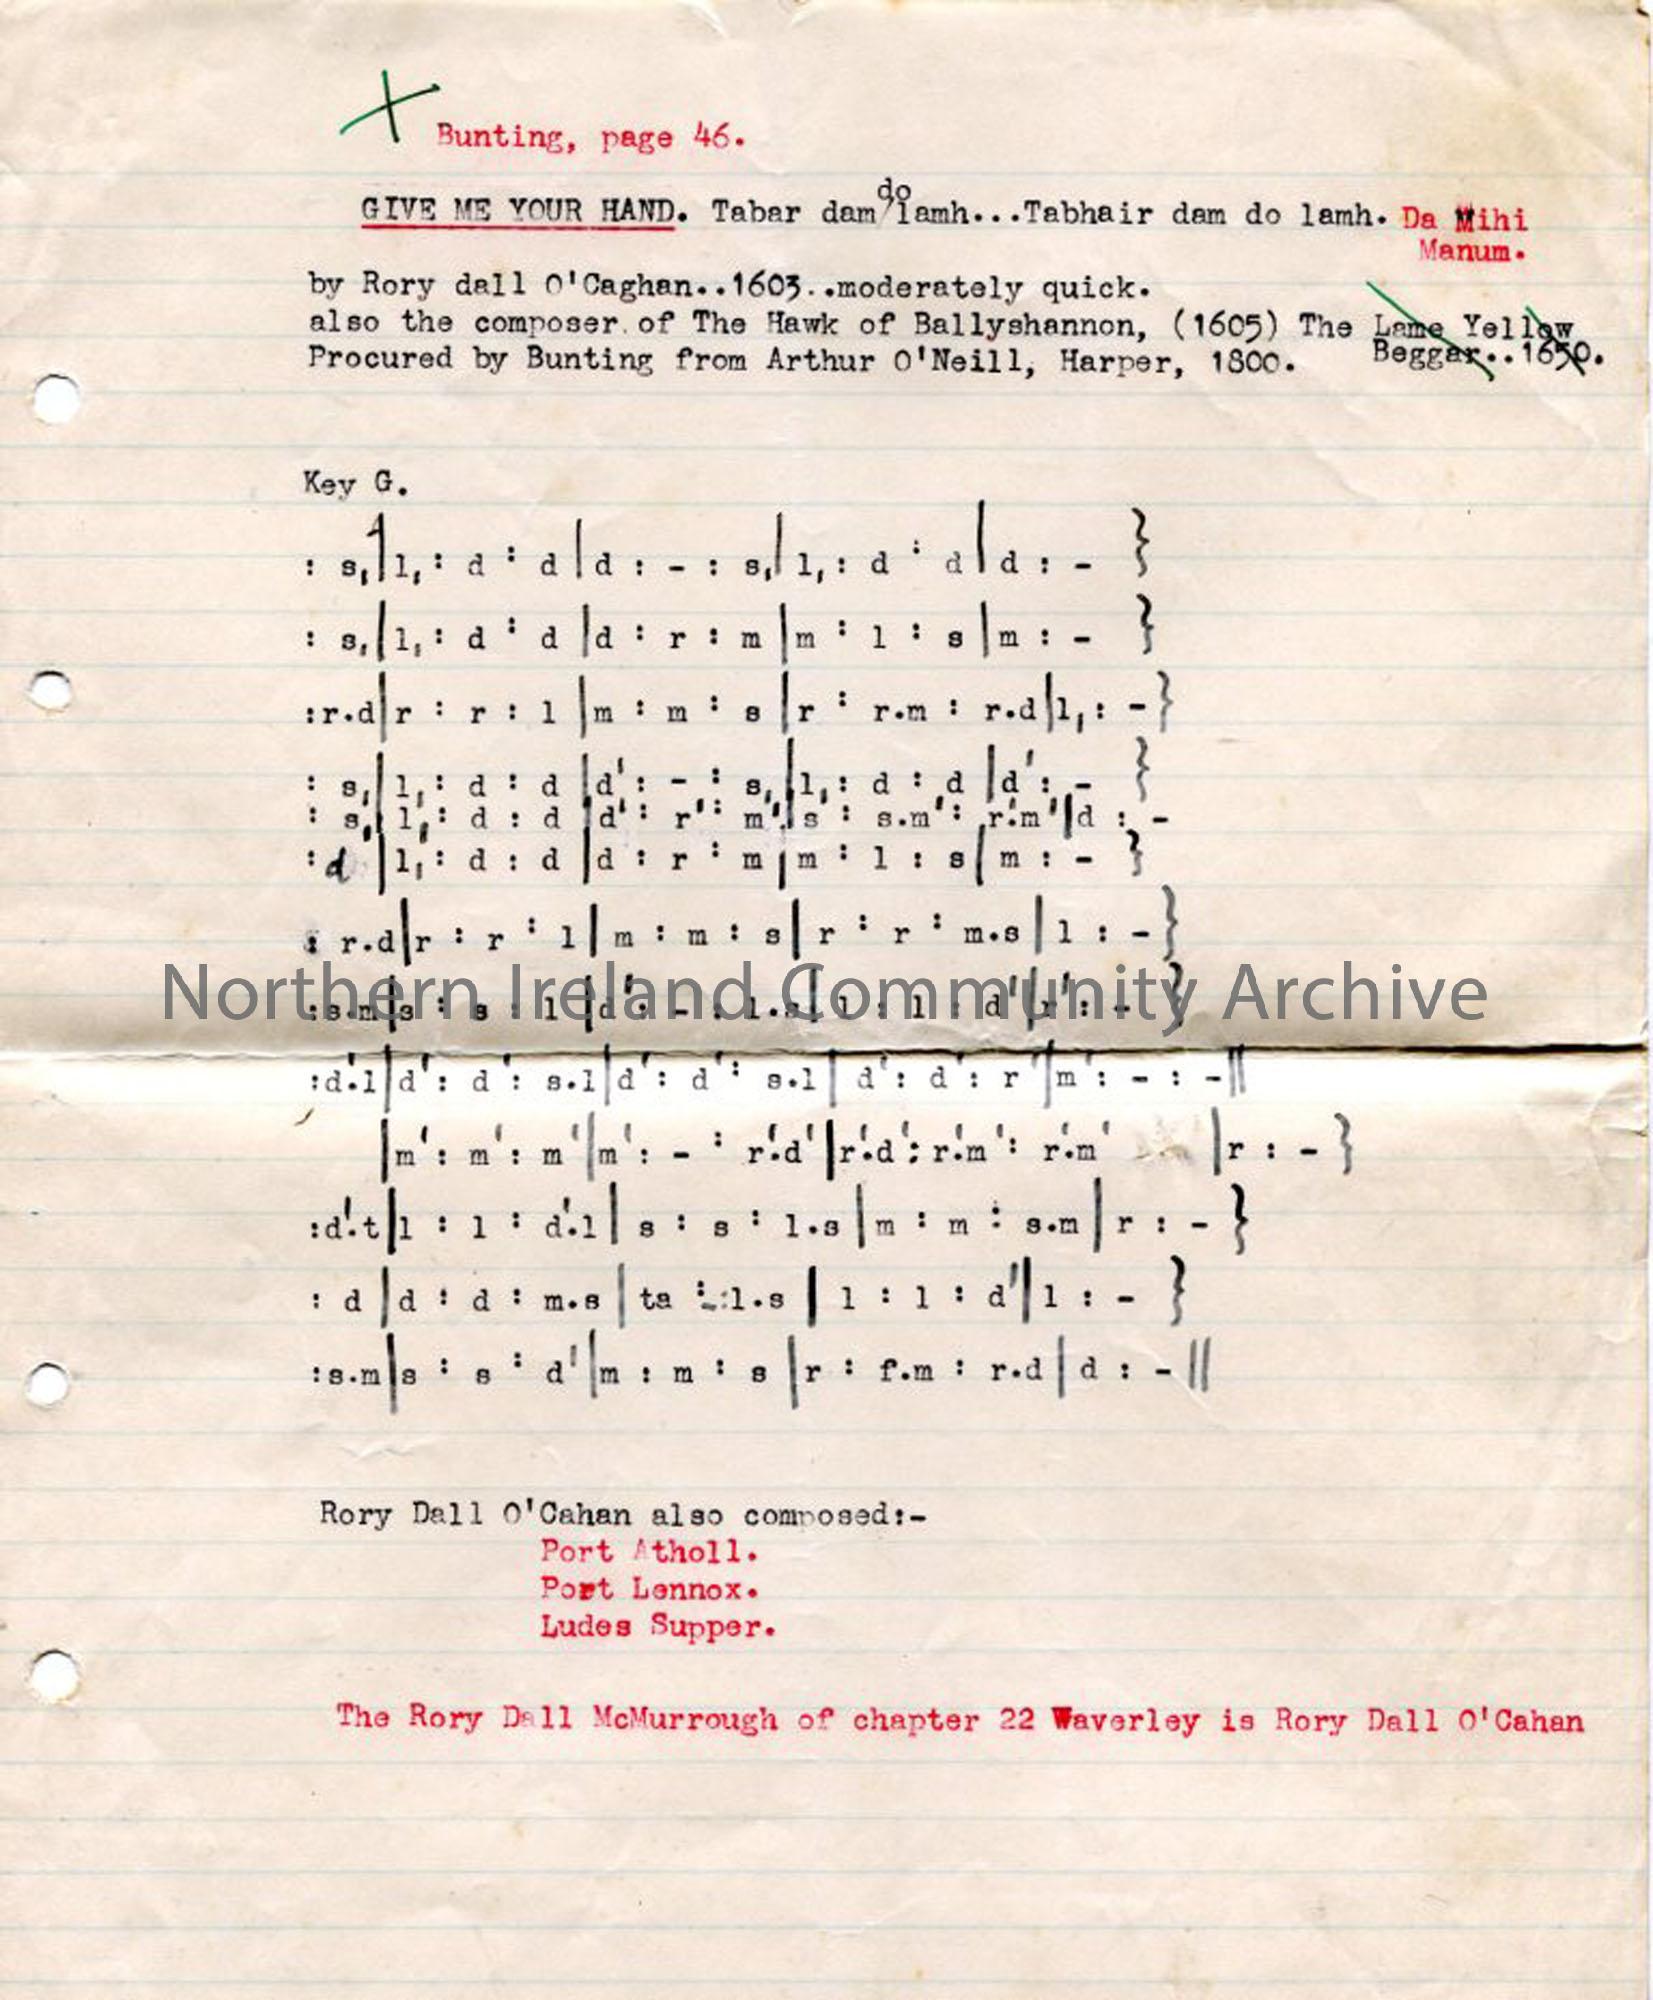 Bunting, page 46.
do
GIVE ME YOUR HAND. Tabar dam lamh...Tabhair dam do lamh. Da Mihi
Manum.
by Rory dall O'Caghan..1603..moderately quick.
also the composer of The Hawk of Ballyshannon, (1605) The Lame Yellow
Procured by Bunting from Arthur O'Neill, Harper, 1800. Beggar..1650.
Key G.
: s,|l,: d : d|d : - : s,|l,: d : d|d : - }
: s,|l,: d : d|d : r : m|m : l : s|m : - }
:r.d|r : r : l|m : m : s|r : r.m : r.d|l,: -}
: s,|l,: d : d|d': - : s,|l,: d : d|d': - }
: s,|l,: d : d|d': r': m'|s': s.m': r'.m'|d : -
:d |l,: d : d|d : r : m|m : l : s|m : - }
: r.d|r : r : l|m : m : s|r : r : m.s|l : -}
:s.m|s : s : l|d': - : l.s|l : l : d'|r': - }
:d'.l|d': d': s.l|d': d': s.l|d': d': r'|m': - : -||
|m': m': m'|m': - : r'.d'|r'.d': r'.m': r'.m' |r : -}
:d'.t|l : l : d'.l|s : s : l.s|m : m : s.m|r : -}
: d|d : d : m.s|ta : - : l.s|l : l : d'|l : - }
:s.m|s : s : d'|m : m : s|r : f.m : r.d|d : -||
Rory Dall O'Cahan also composed:-
Port Atholl.
Port Lennox.
Ludes Supper.
The Rory Dall McMurrough of chapter 22 Waverley is Rory Dall O'Cahan
Northern Ireland Community Archive